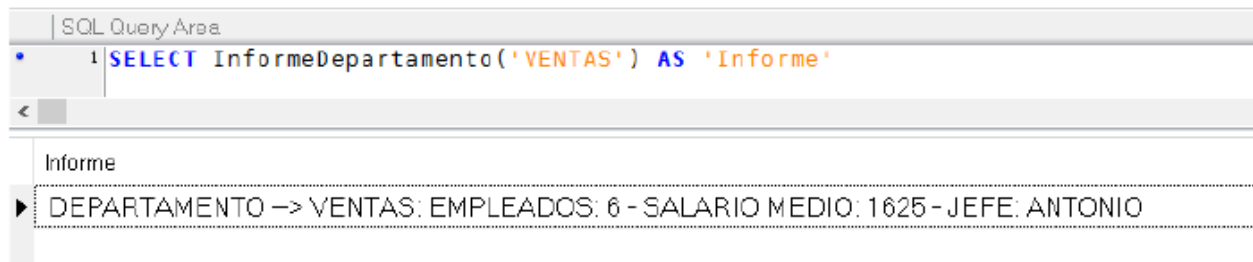 SQL Query Area
1 SELECT InformeDepartamento('VENTAS') AS 'Informe'
Informe
DEPARTAMENTO --> VENTAS: EMPLEADOS: 6 - SALARIO MEDIO: 1625 - JEFE: ANTONIO